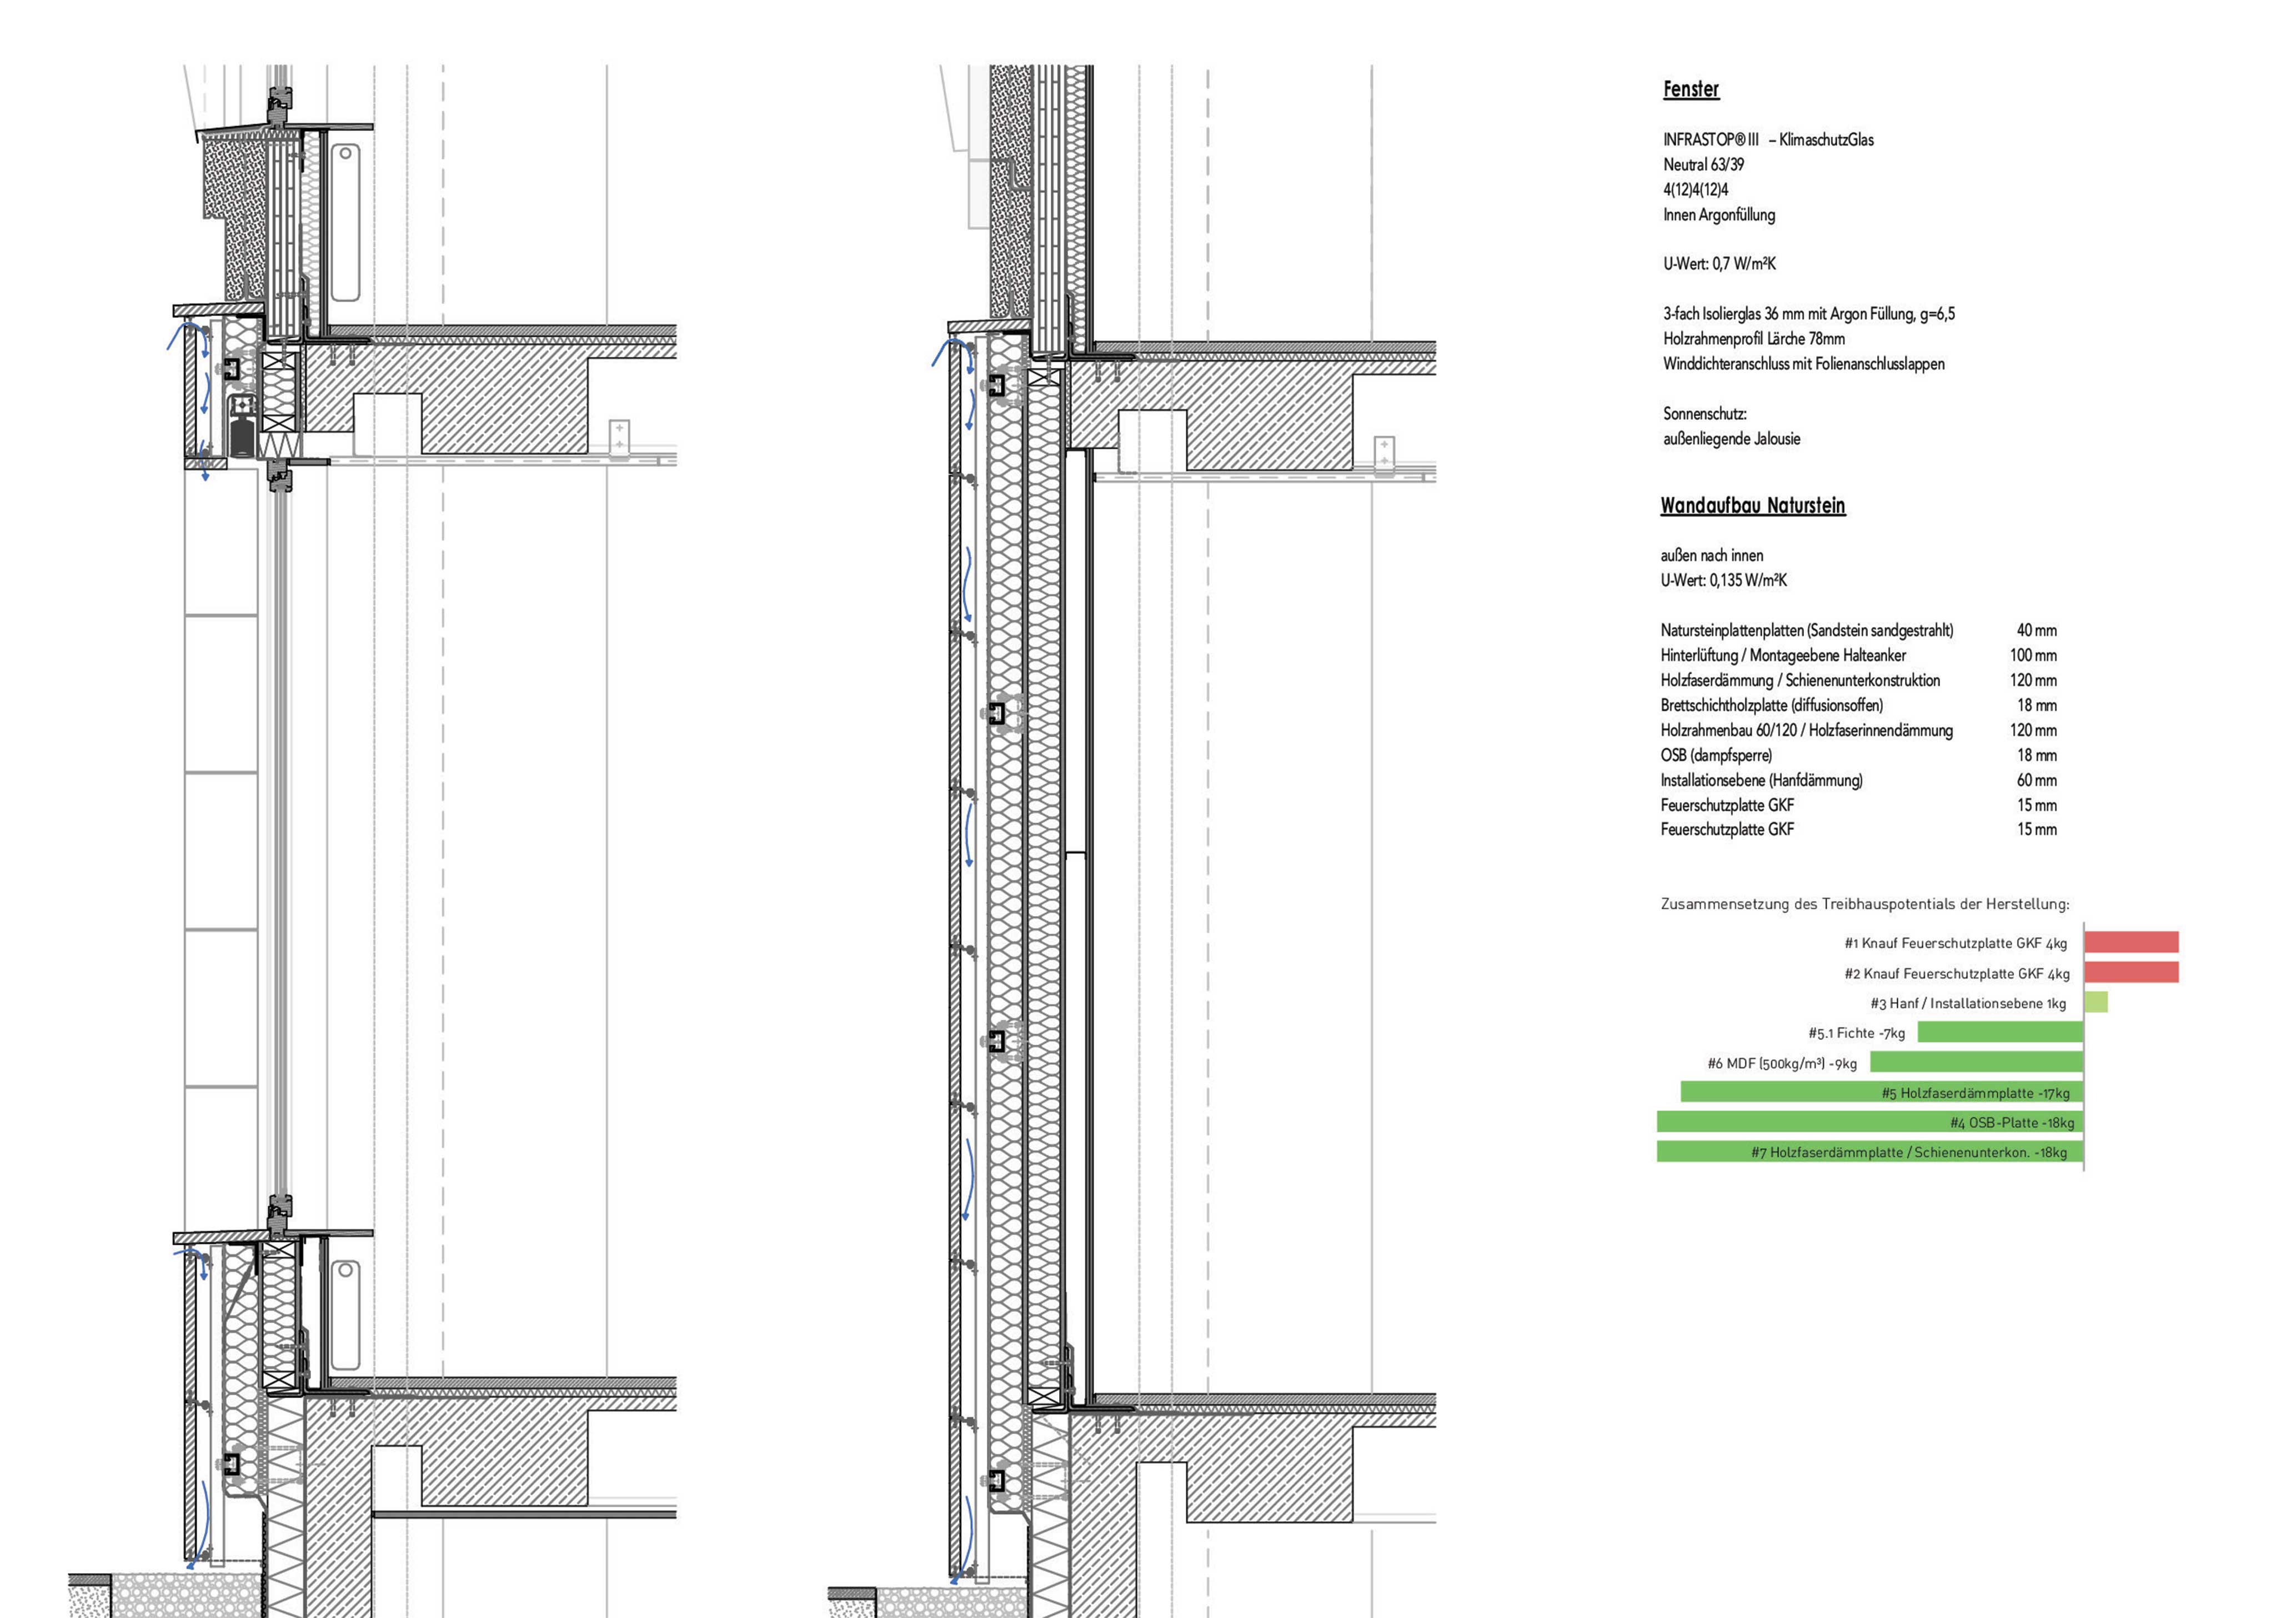 Fenster
INFRASTOP® III – KlimaschutzGlas
Neutral 63/39
4(12)4(12)4
Innen Argonfüllung
U-Wert: 0,7 W/m²K
3-fach Isolierglas 36 mm mit Argon Füllung, g=6,5
Holzrahmenprofil Lärche 78mm
Winddichteranschluss mit Folienanschlusslappen
Sonnenschutz:
außenliegende Jalousie
Wandaufbau Naturstein
außen nach innen
U-Wert: 0,135 W/m²K
Natursteinplattenplatten (Sandstein sandgestrahlt) 40 mm
Hinterlüftung / Montageebene Halteanker 100 mm
Holzfaserdämmung / Schienenunterkonstruktion 120 mm
Brettschichtholzplatte (diffusionsoffen) 18 mm
Holzrahmenbau 60/120 / Holzfaserinnendämmung 120 mm
OSB (dampfsperre) 18 mm
Installationsebene (Hanfdämmung) 60 mm
Feuerschutzplatte GKF 15 mm
Feuerschutzplatte GKF 15 mm
Zusammensetzung des Treibhauspotentials der Herstellung:
#1 Knauf Feuerschutzplatte GKF 4kg
#2 Knauf Feuerschutzplatte GKF 4kg
#3 Hanf / Installationsebene 1kg
#5.1 Fichte -7kg
#6 MDF (500kg/m³) -9kg
#5 Holzfaserdämmplatte -17kg
#4 OSB-Platte -18kg
#7 Holzfaserdämmplatte / Schienenunterkon. -18kg